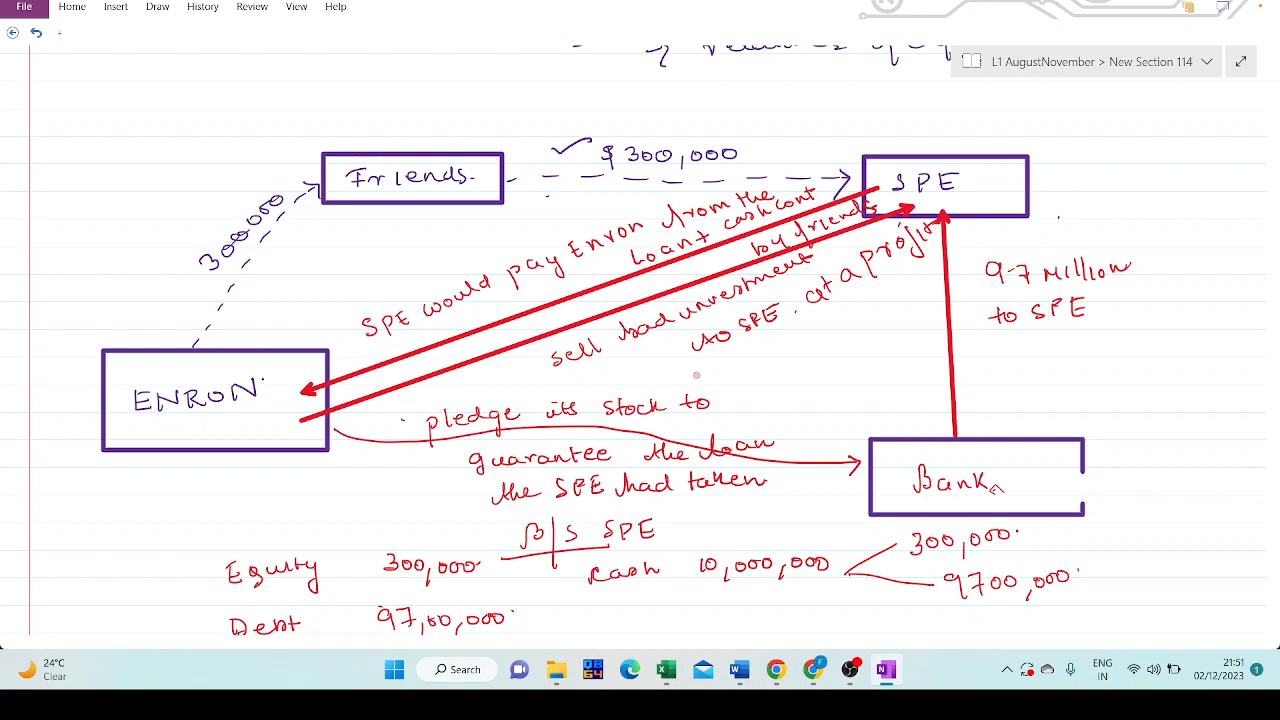 File Home Insert Draw History Review View Help
L1 AugustNovember > New Section 114
$ 300,000
Friends.
SPE
300000
SPE would pay Enron from the
loan + cash cont
by friends
sell bad investment
to SPE. at a profit
9.7 Million
to SPE
ENRON
pledge its stock to
guarantee the loan
the SPE had taken
Bank
B|S SPE
Equity 300,000 Cash 10,000,000 300,000
9700,000
Debt 97,00,000
24°C
Clear
Search
ENG
IN
21:51
02/12/2023